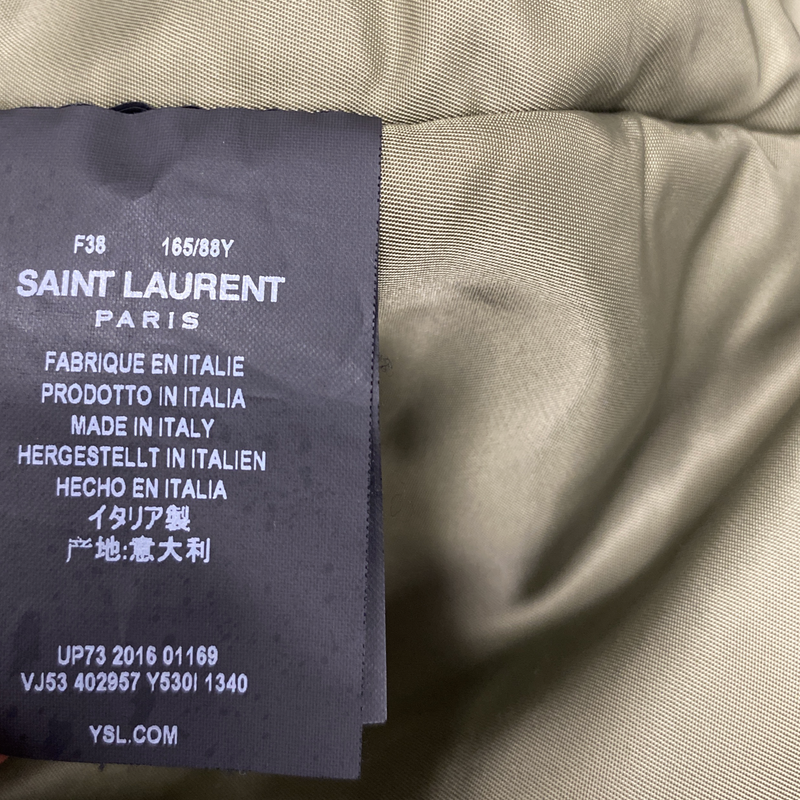 F38 165/88Y
SAINT LAURENT
PARIS
FABRIQUE EN ITALIE
PRODOTTO IN ITALIA
MADE IN ITALY
HERGESTELLT IN ITALIEN
HECHO EN ITALIA
イタリア製
产地:意大利
UP73 2016 01169
VJ53 402957 Y530I 1340
YSL.COM